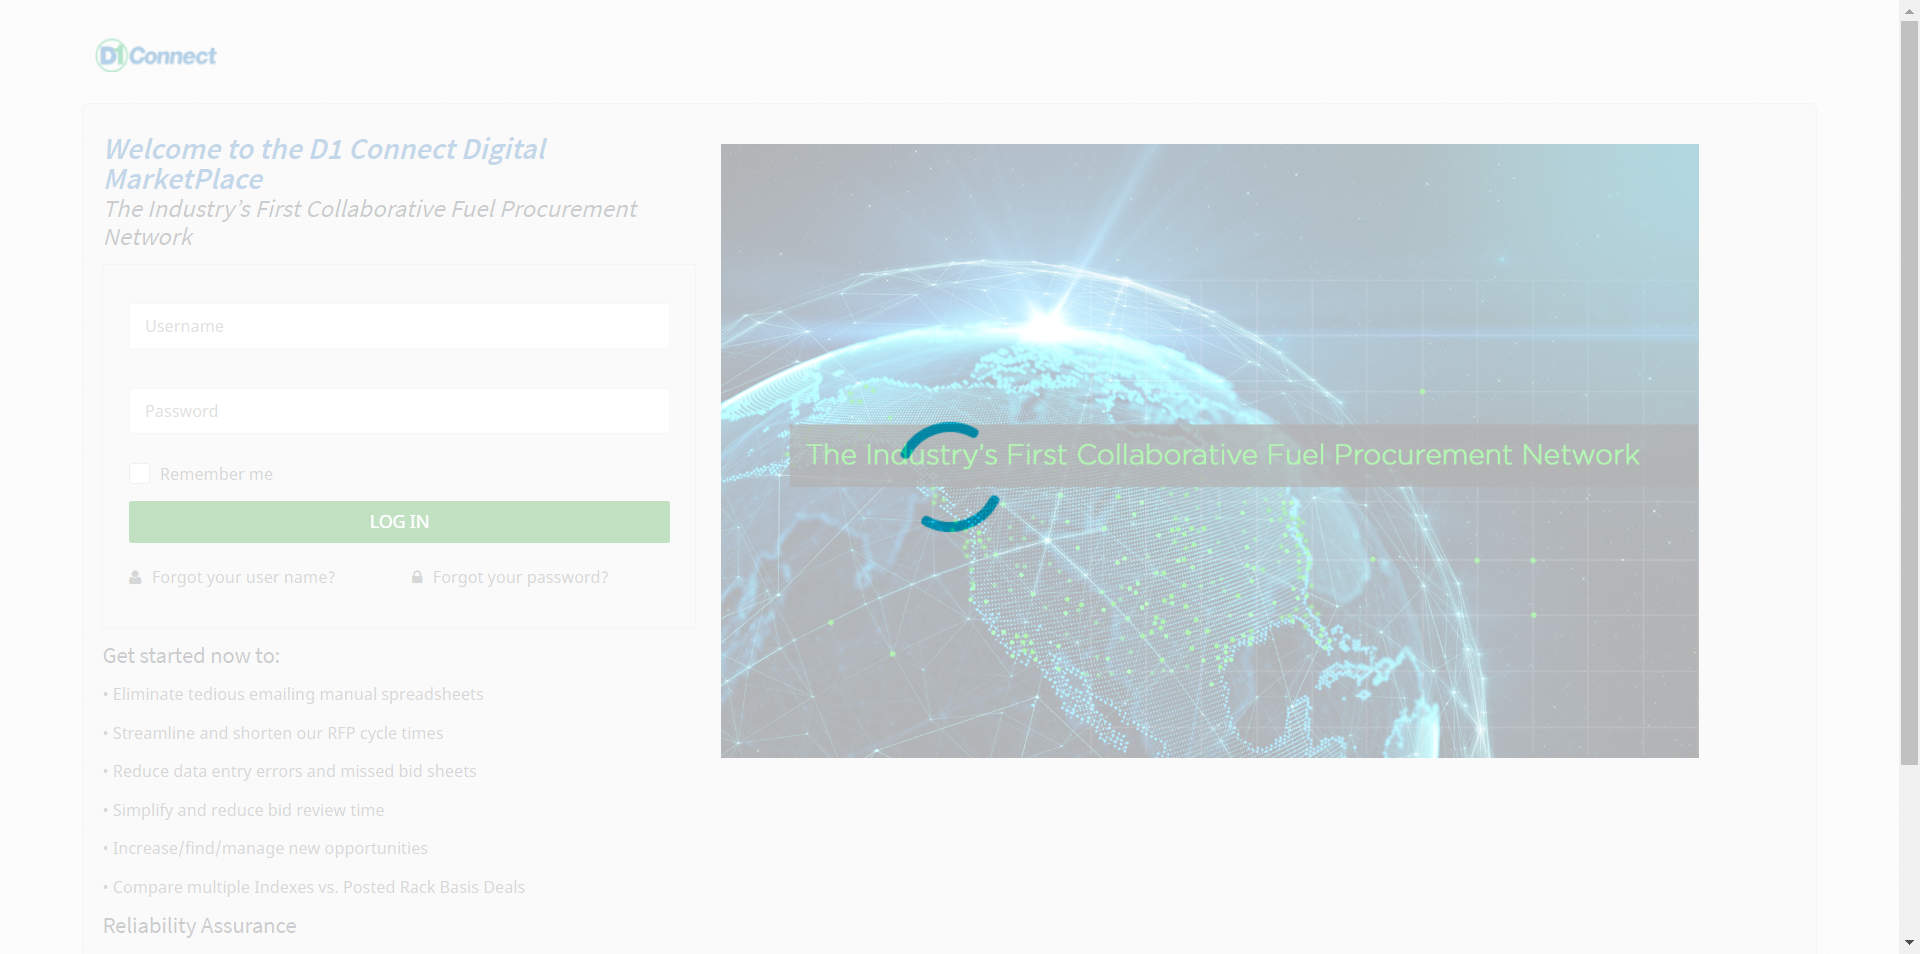 D1 Connect
Welcome to the D1 Connect Digital
MarketPlace
The Industry's First Collaborative Fuel Procurement
Network
Username
Password
Remember me
LOG IN
Forgot your user name?
Forgot your password?
Get started now to:
• Eliminate tedious emailing manual spreadsheets
• Streamline and shorten our RFP cycle times
• Reduce data entry errors and missed bid sheets
• Simplify and reduce bid review time
• Increase/find/manage new opportunities
• Compare multiple Indexes vs. Posted Rack Basis Deals
Reliability Assurance
The Industry's First Collaborative Fuel Procurement Network